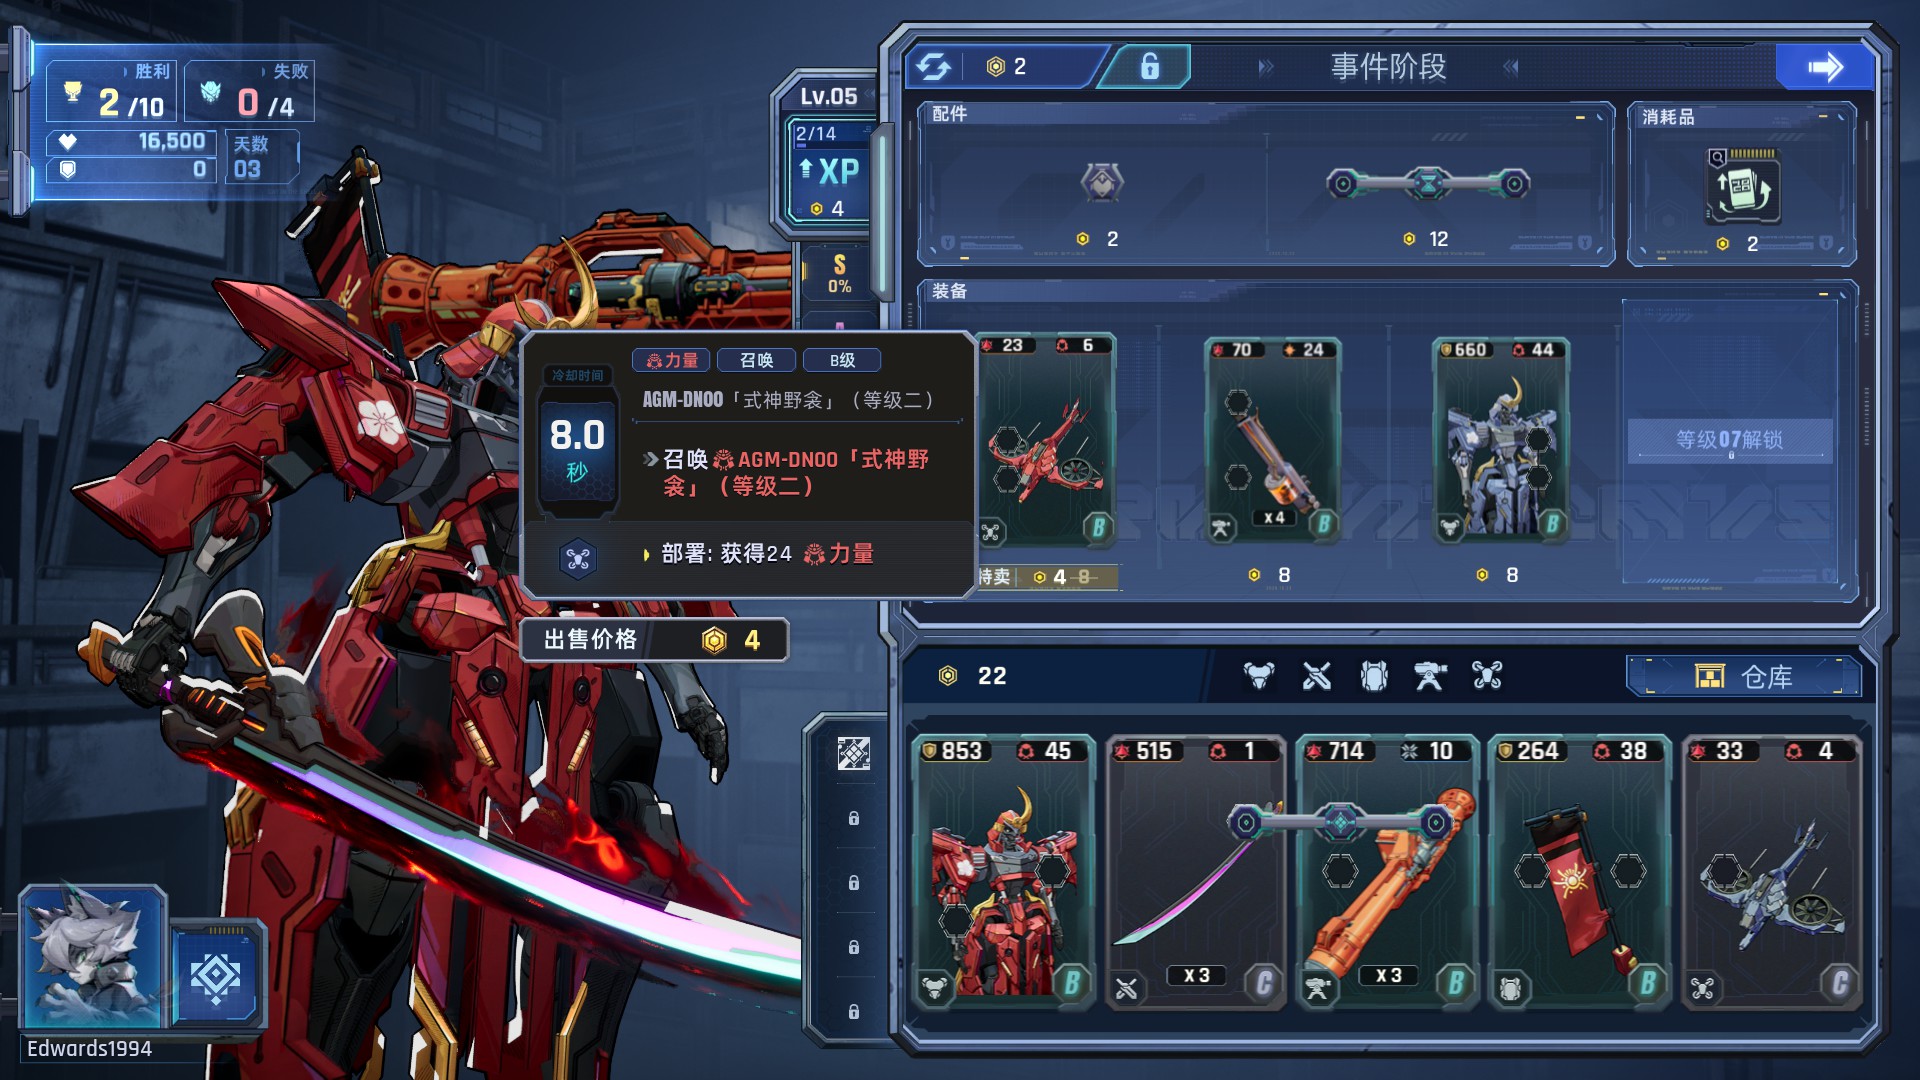 胜利
2/10
失败
0/4
16,500
0
天数
03
Lv.05
2/14
XP
4
S
0%
2
事件阶段
配件
2
12
消耗品
2
装备
23 6
70 24
660 44
X4
B
B
B
特卖 4 8
8
8
等级07解锁
冷却时间
8.0
秒
力量
召唤
B级
AGM-DN00「式神野衾」（等级二）
召唤AGM-DN00「式神野
衾」（等级二）
部署: 获得24 力量
出售价格 4
22
仓库
853 45
515 1
714 10
264 38
33 4
B
X3
C
X3
B
B
C
Edwards1994